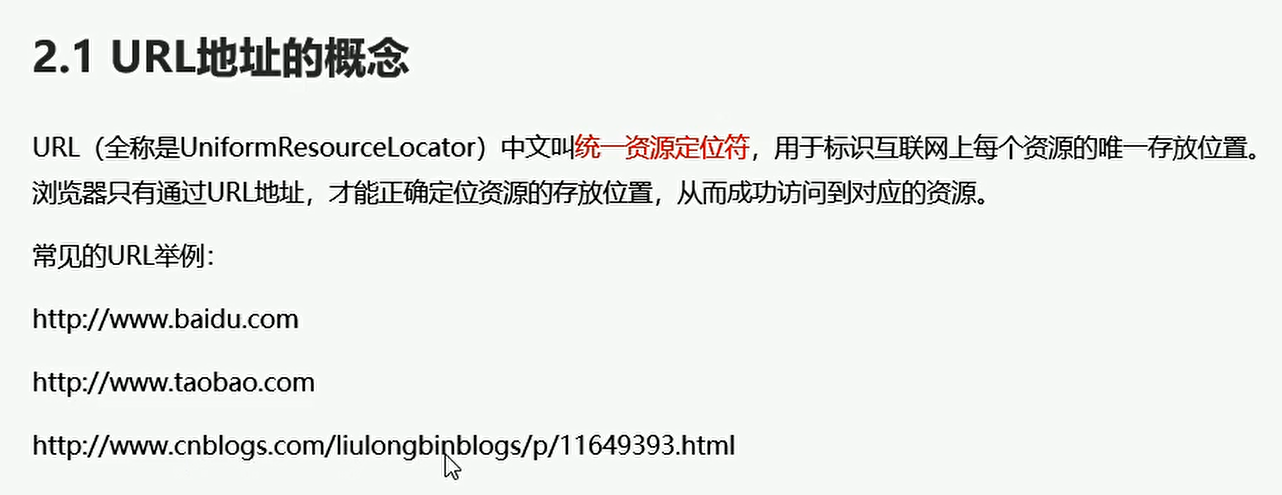 2.1 URL地址的概念
URL（全称是UniformResourceLocator）中文叫统一资源定位符，用于标识互联网上每个资源的唯一存放位置。
浏览器只有通过URL地址，才能正确定位资源的存放位置，从而成功访问到对应的资源。
常见的URL举例：
http://www.baidu.com
http://www.taobao.com
http://www.cnblogs.com/liulongbinblogs/p/11649393.html